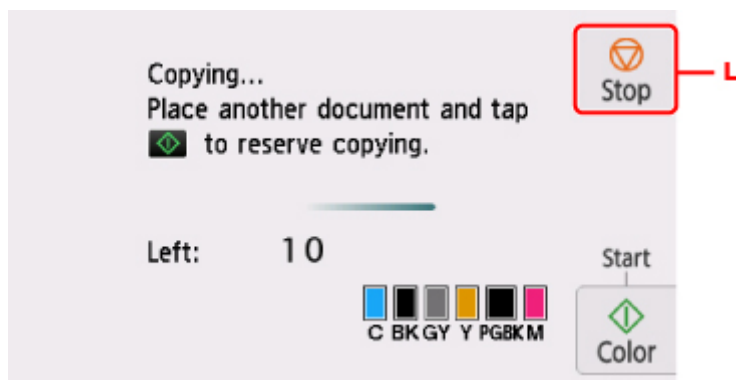 Copying...
Place another document and tap
to reserve copying.
Stop
L
Left: 10
C BK GY Y PGBK M
Start
Color